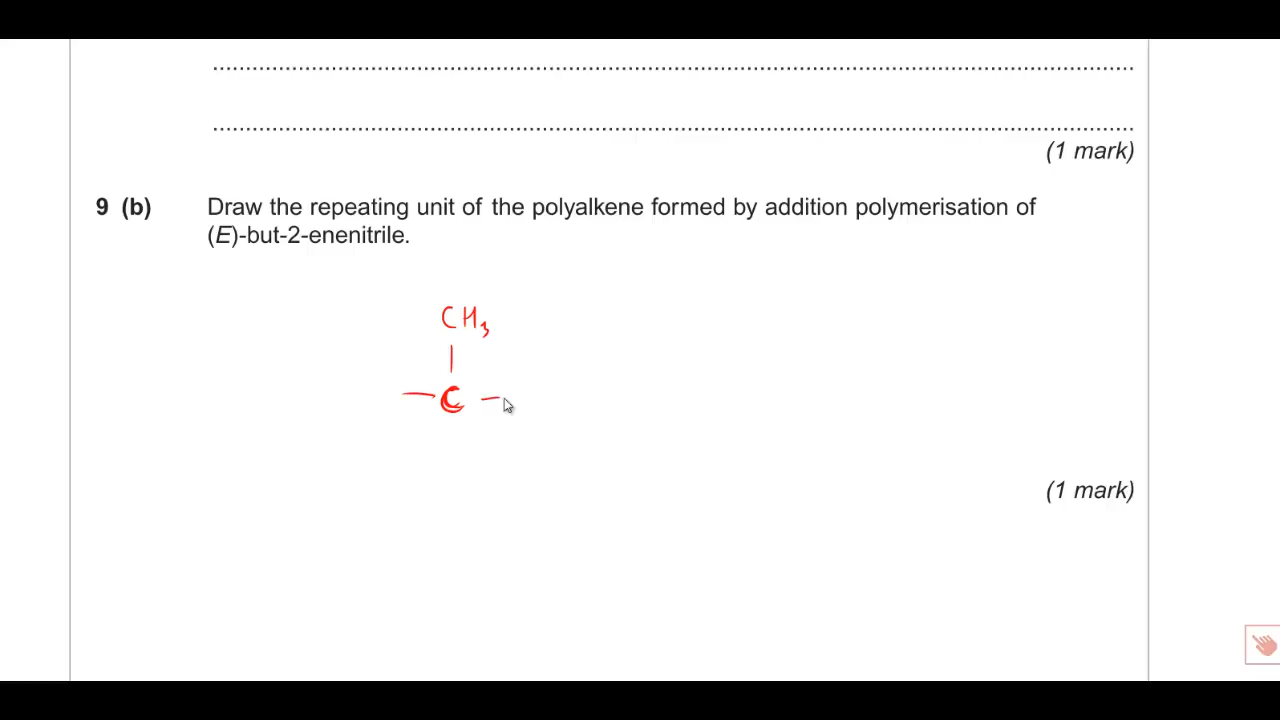 (1 mark)
9 (b) Draw the repeating unit of the polyalkene formed by addition polymerisation of
(E)-but-2-enenitrile.
CH₃
|
— C —
(1 mark)